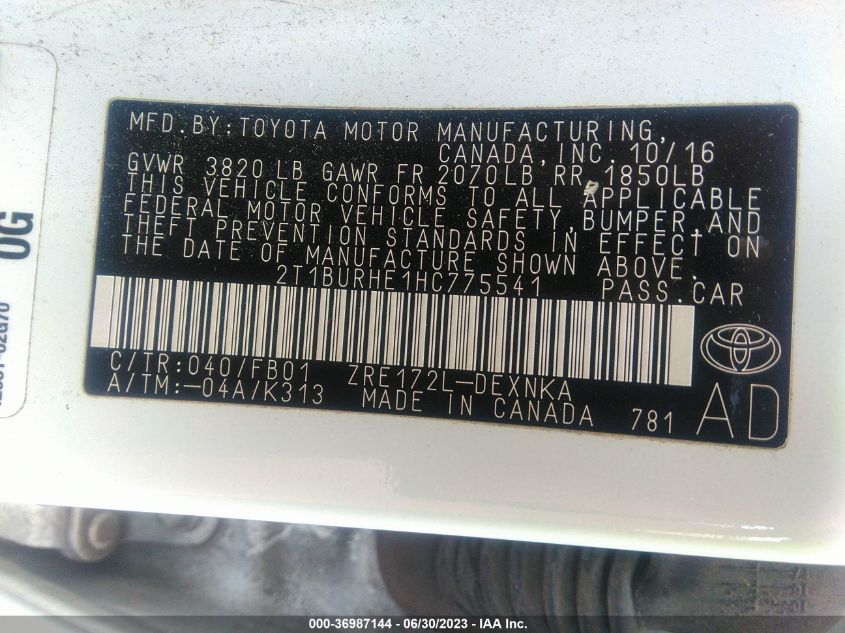 MFD.BY:TOYOTA MOTOR MANUFACTURING,
CANADA,INC. 10/16
GVWR 3820 LB GAWR FR 2070LB RR 1850LB
THIS VEHICLE CONFORMS TO ALL APPLICABLE
FEDERAL MOTOR VEHICLE SAFETY,BUMPER,AND
THEFT PREVENTION STANDARDS IN EFFECT ON
THE DATE OF MANUFACTURE SHOWN ABOVE.
2T1BURHE1HC775541 PASS.CAR
C/TR:040/FB01 ZRE172L-DEXNKA
A/TM:-04A/K313 MADE IN CANADA 781
AD
0G
000-36987144 - 06/30/2023 - IAA Inc.